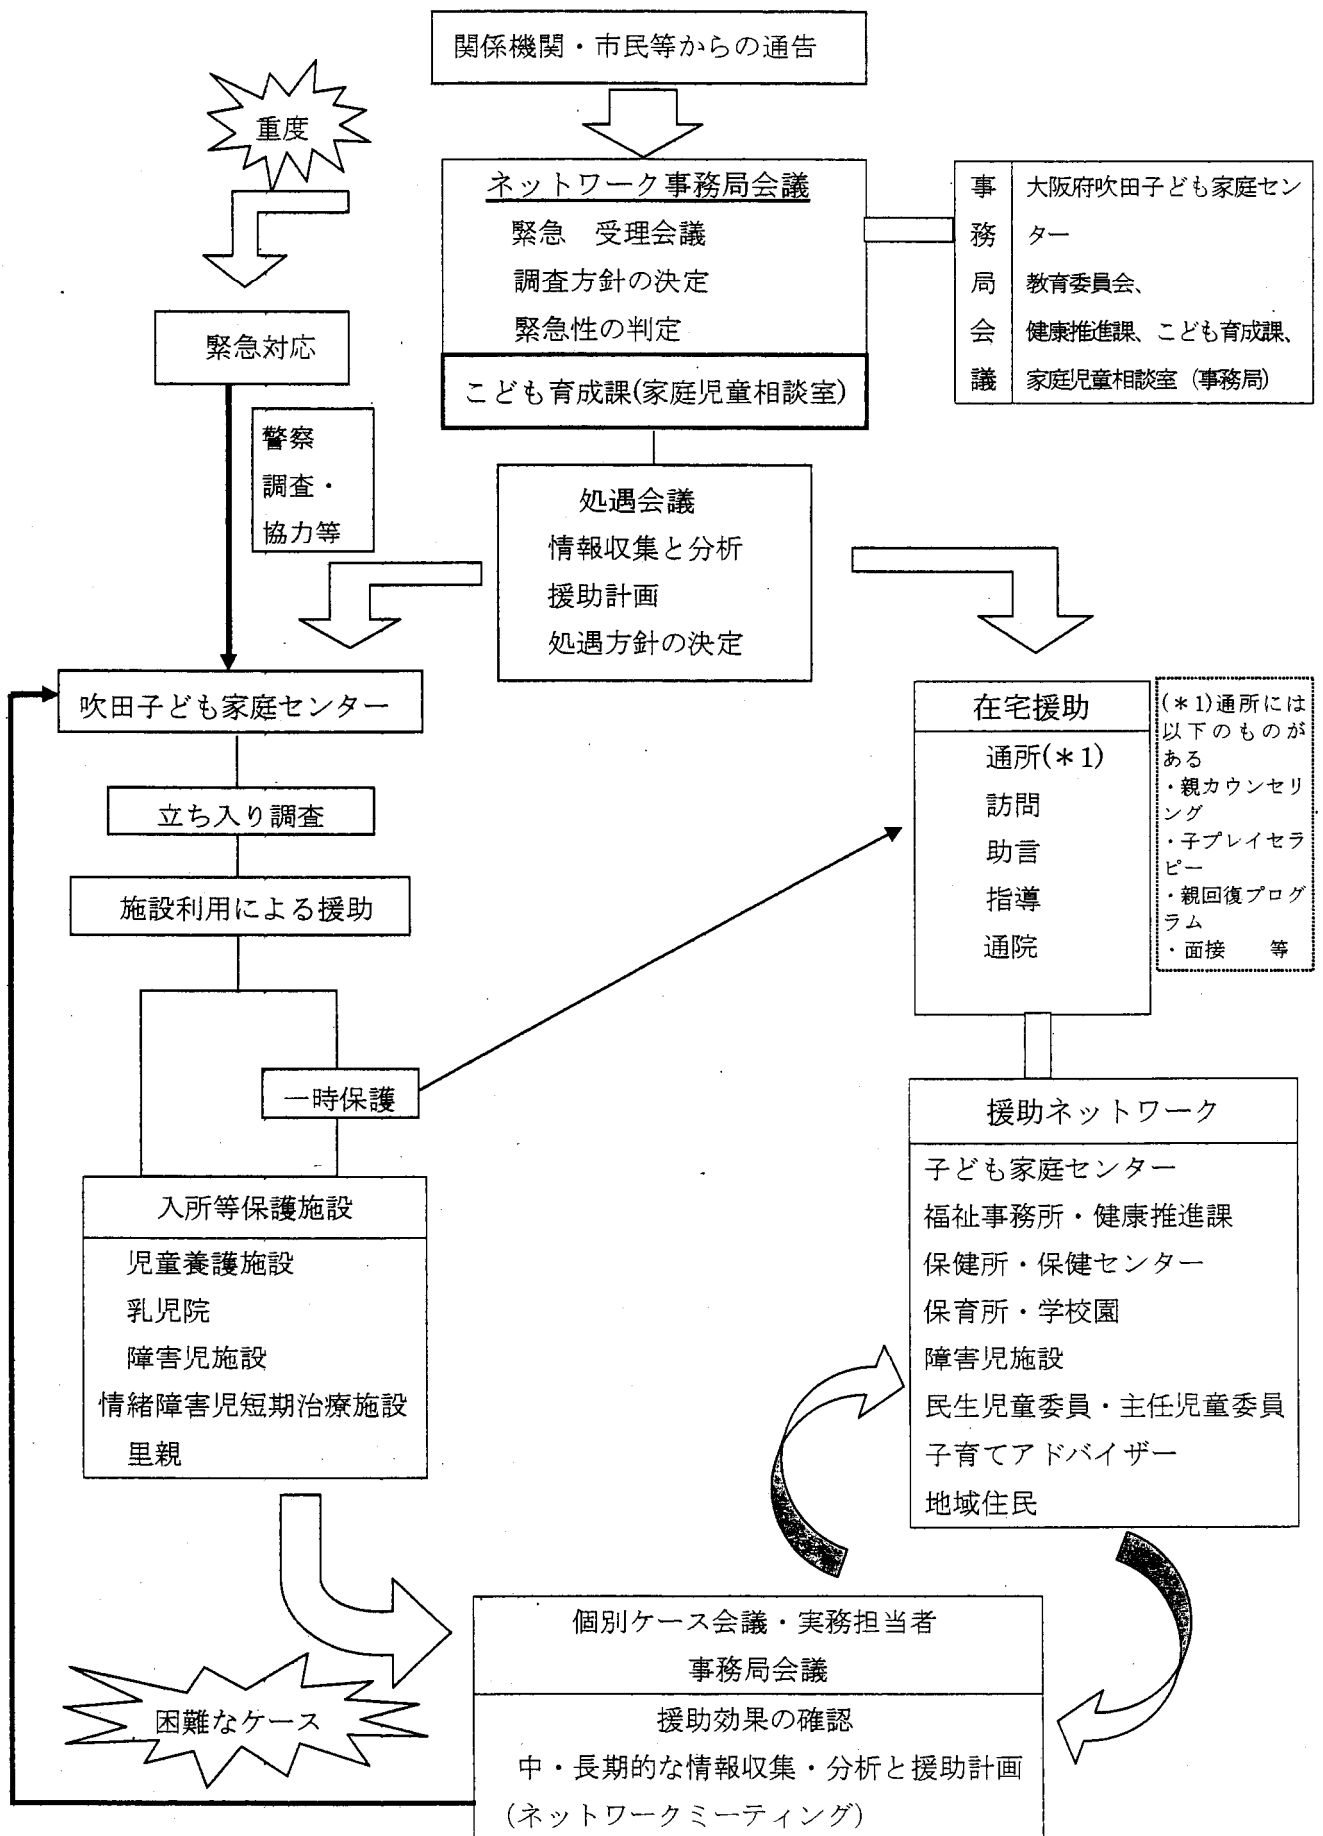 関係機関・市民等からの通告
重度
ネットワーク事務局会議
緊急　受理会議
調査方針の決定
緊急性の判定
こども育成課(家庭児童相談室)
事務局会議
大阪府吹田子ども家庭セン
ター
教育委員会、
健康推進課、こども育成課、
家庭児童相談室（事務局）
緊急対応
警察
調査・
協力等
処遇会議
情報収集と分析
援助計画
処遇方針の決定
吹田子ども家庭センター
立ち入り調査
施設利用による援助
一時保護
在宅援助
通所(＊1)
訪問
助言
指導
通院
(＊1)通所には
以下のものが
ある
・親カウンセリ
ング
・子プレイセラ
ピー
・親回復プログ
ラム
・面接　　等
入所等保護施設
児童養護施設
乳児院
障害児施設
情緒障害児短期治療施設
里親
援助ネットワーク
子ども家庭センター
福祉事務所・健康推進課
保健所・保健センター
保育所・学校園
障害児施設
民生児童委員・主任児童委員
子育てアドバイザー
地域住民
困難なケース
個別ケース会議・実務担当者
事務局会議
援助効果の確認
中・長期的な情報収集・分析と援助計画
(ネットワークミーティング)